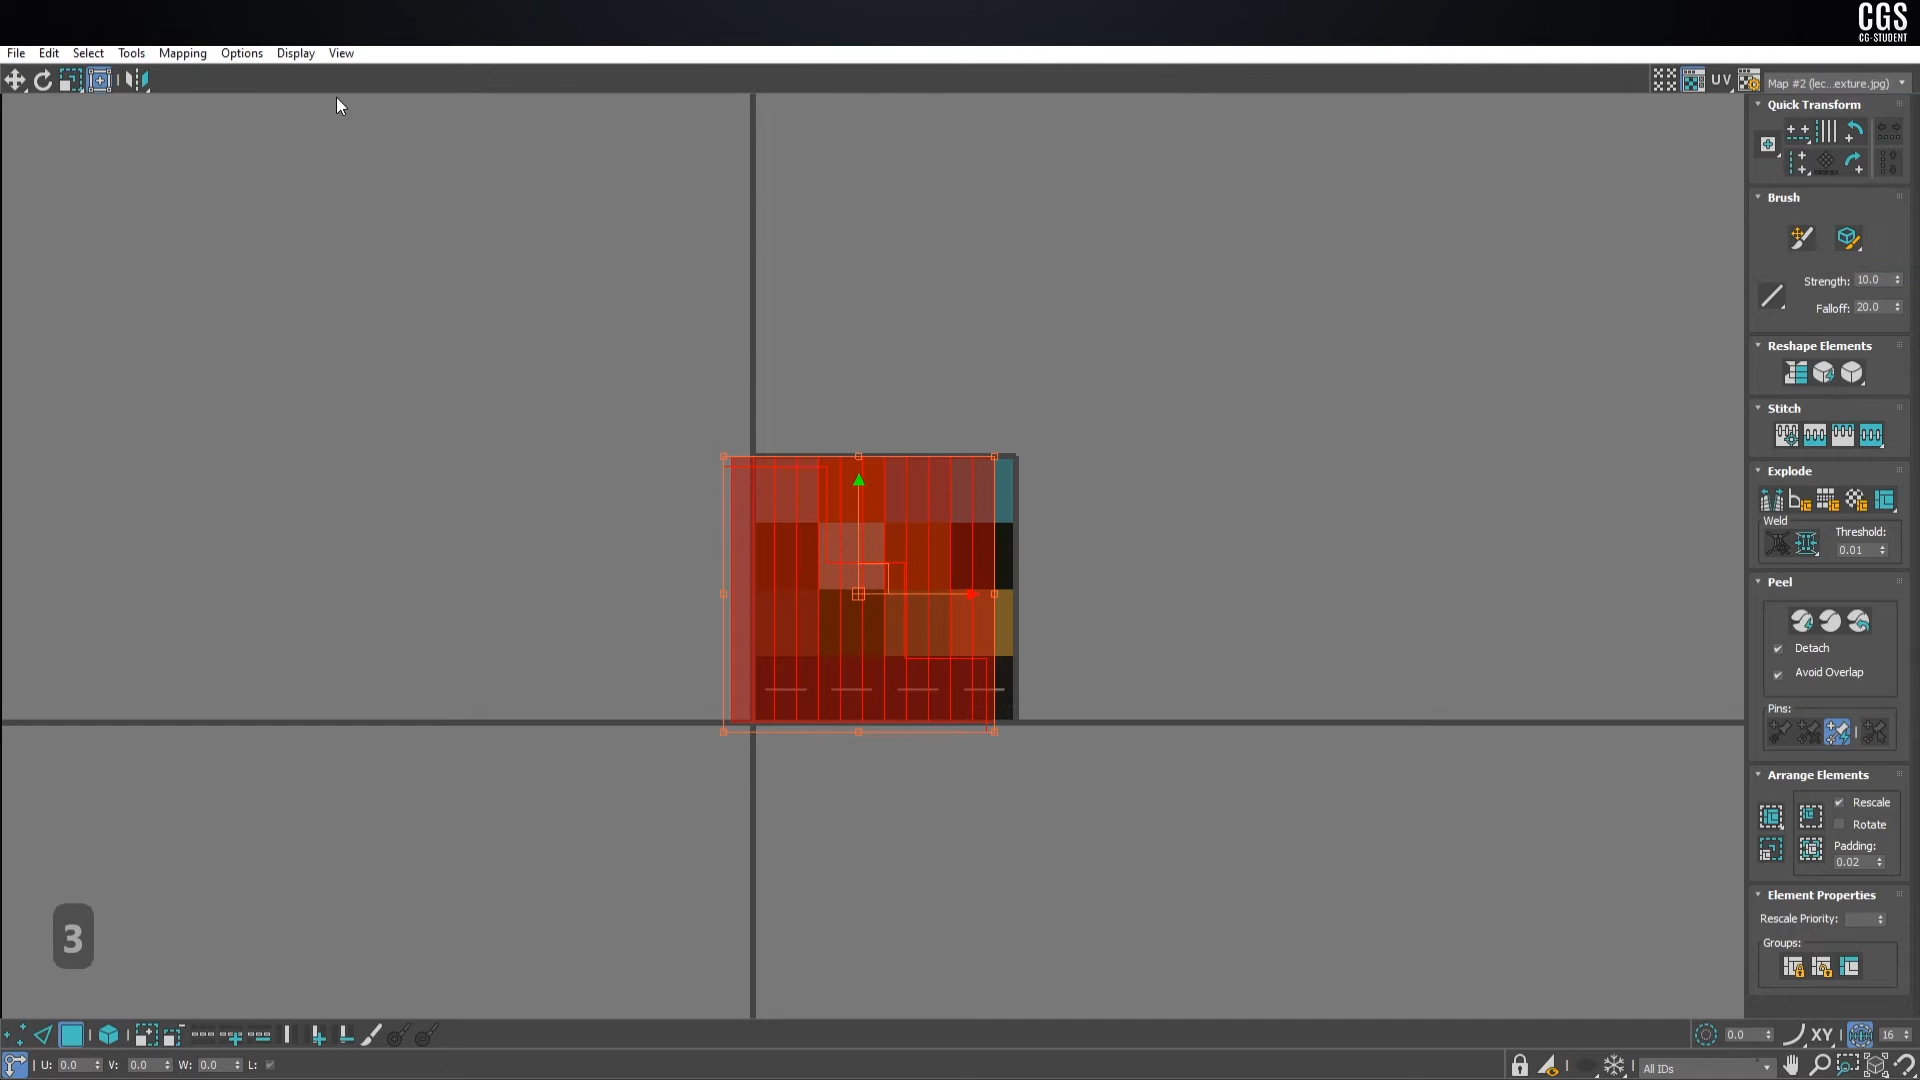 CGS
CG-STUDENT
File Edit Select Tools Mapping Options Display View
UV
Map #2 (lec...exture.jpg)
Quick Transform
Brush
Strength: 10.0
Falloff: 20.0
Reshape Elements
Stitch
Explode
Weld
Threshold:
0.01
Peel
Detach
Avoid Overlap
Pins:
Arrange Elements
Rescale
Rotate
Padding:
0.02
Element Properties
Rescale Priority:
Groups:
3
0.0 XY 16
U: 0.0 V: 0.0 W: 0.0 L: All IDs